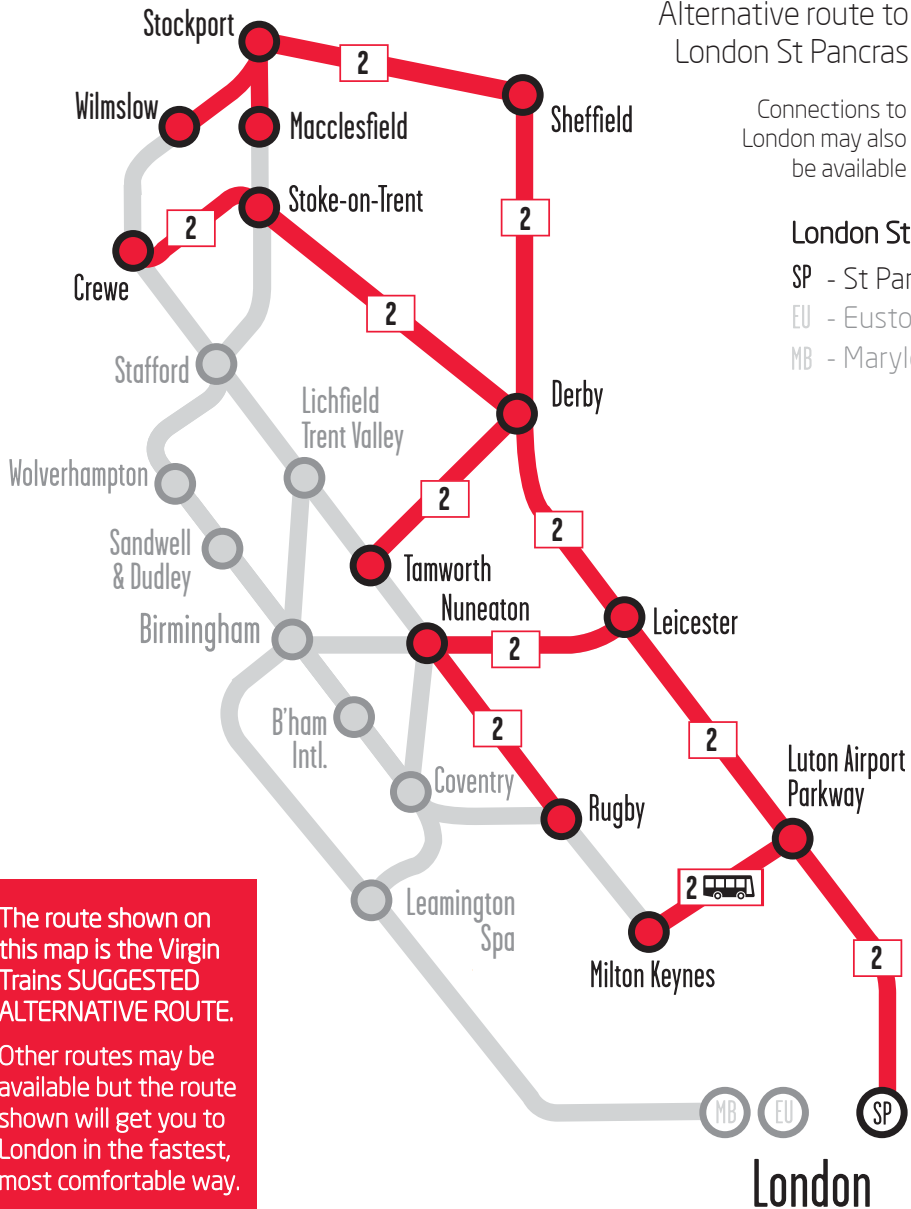 Alternative route to
London St Pancras
Connections to
London may also
be available
London St
SP - St Pan
EU - Eusto
MB - Maryl
Stockport
2
Wilmslow
Macclesfield
Sheffield
Stoke-on-Trent
2
2
Crewe
2
Stafford
Derby
Lichfield
Trent Valley
Wolverhampton
2
2
Sandwell
& Dudley
Tamworth
Nuneaton
Birmingham
2
Leicester
B'ham
Intl.
2
2
Luton Airport
Parkway
Coventry
Rugby
2
Leamington
Spa
Milton Keynes
2
MB
EU
SP
London
The route shown on
this map is the Virgin
Trains SUGGESTED
ALTERNATIVE ROUTE.
Other routes may be
available but the route
shown will get you to
London in the fastest,
most comfortable way.